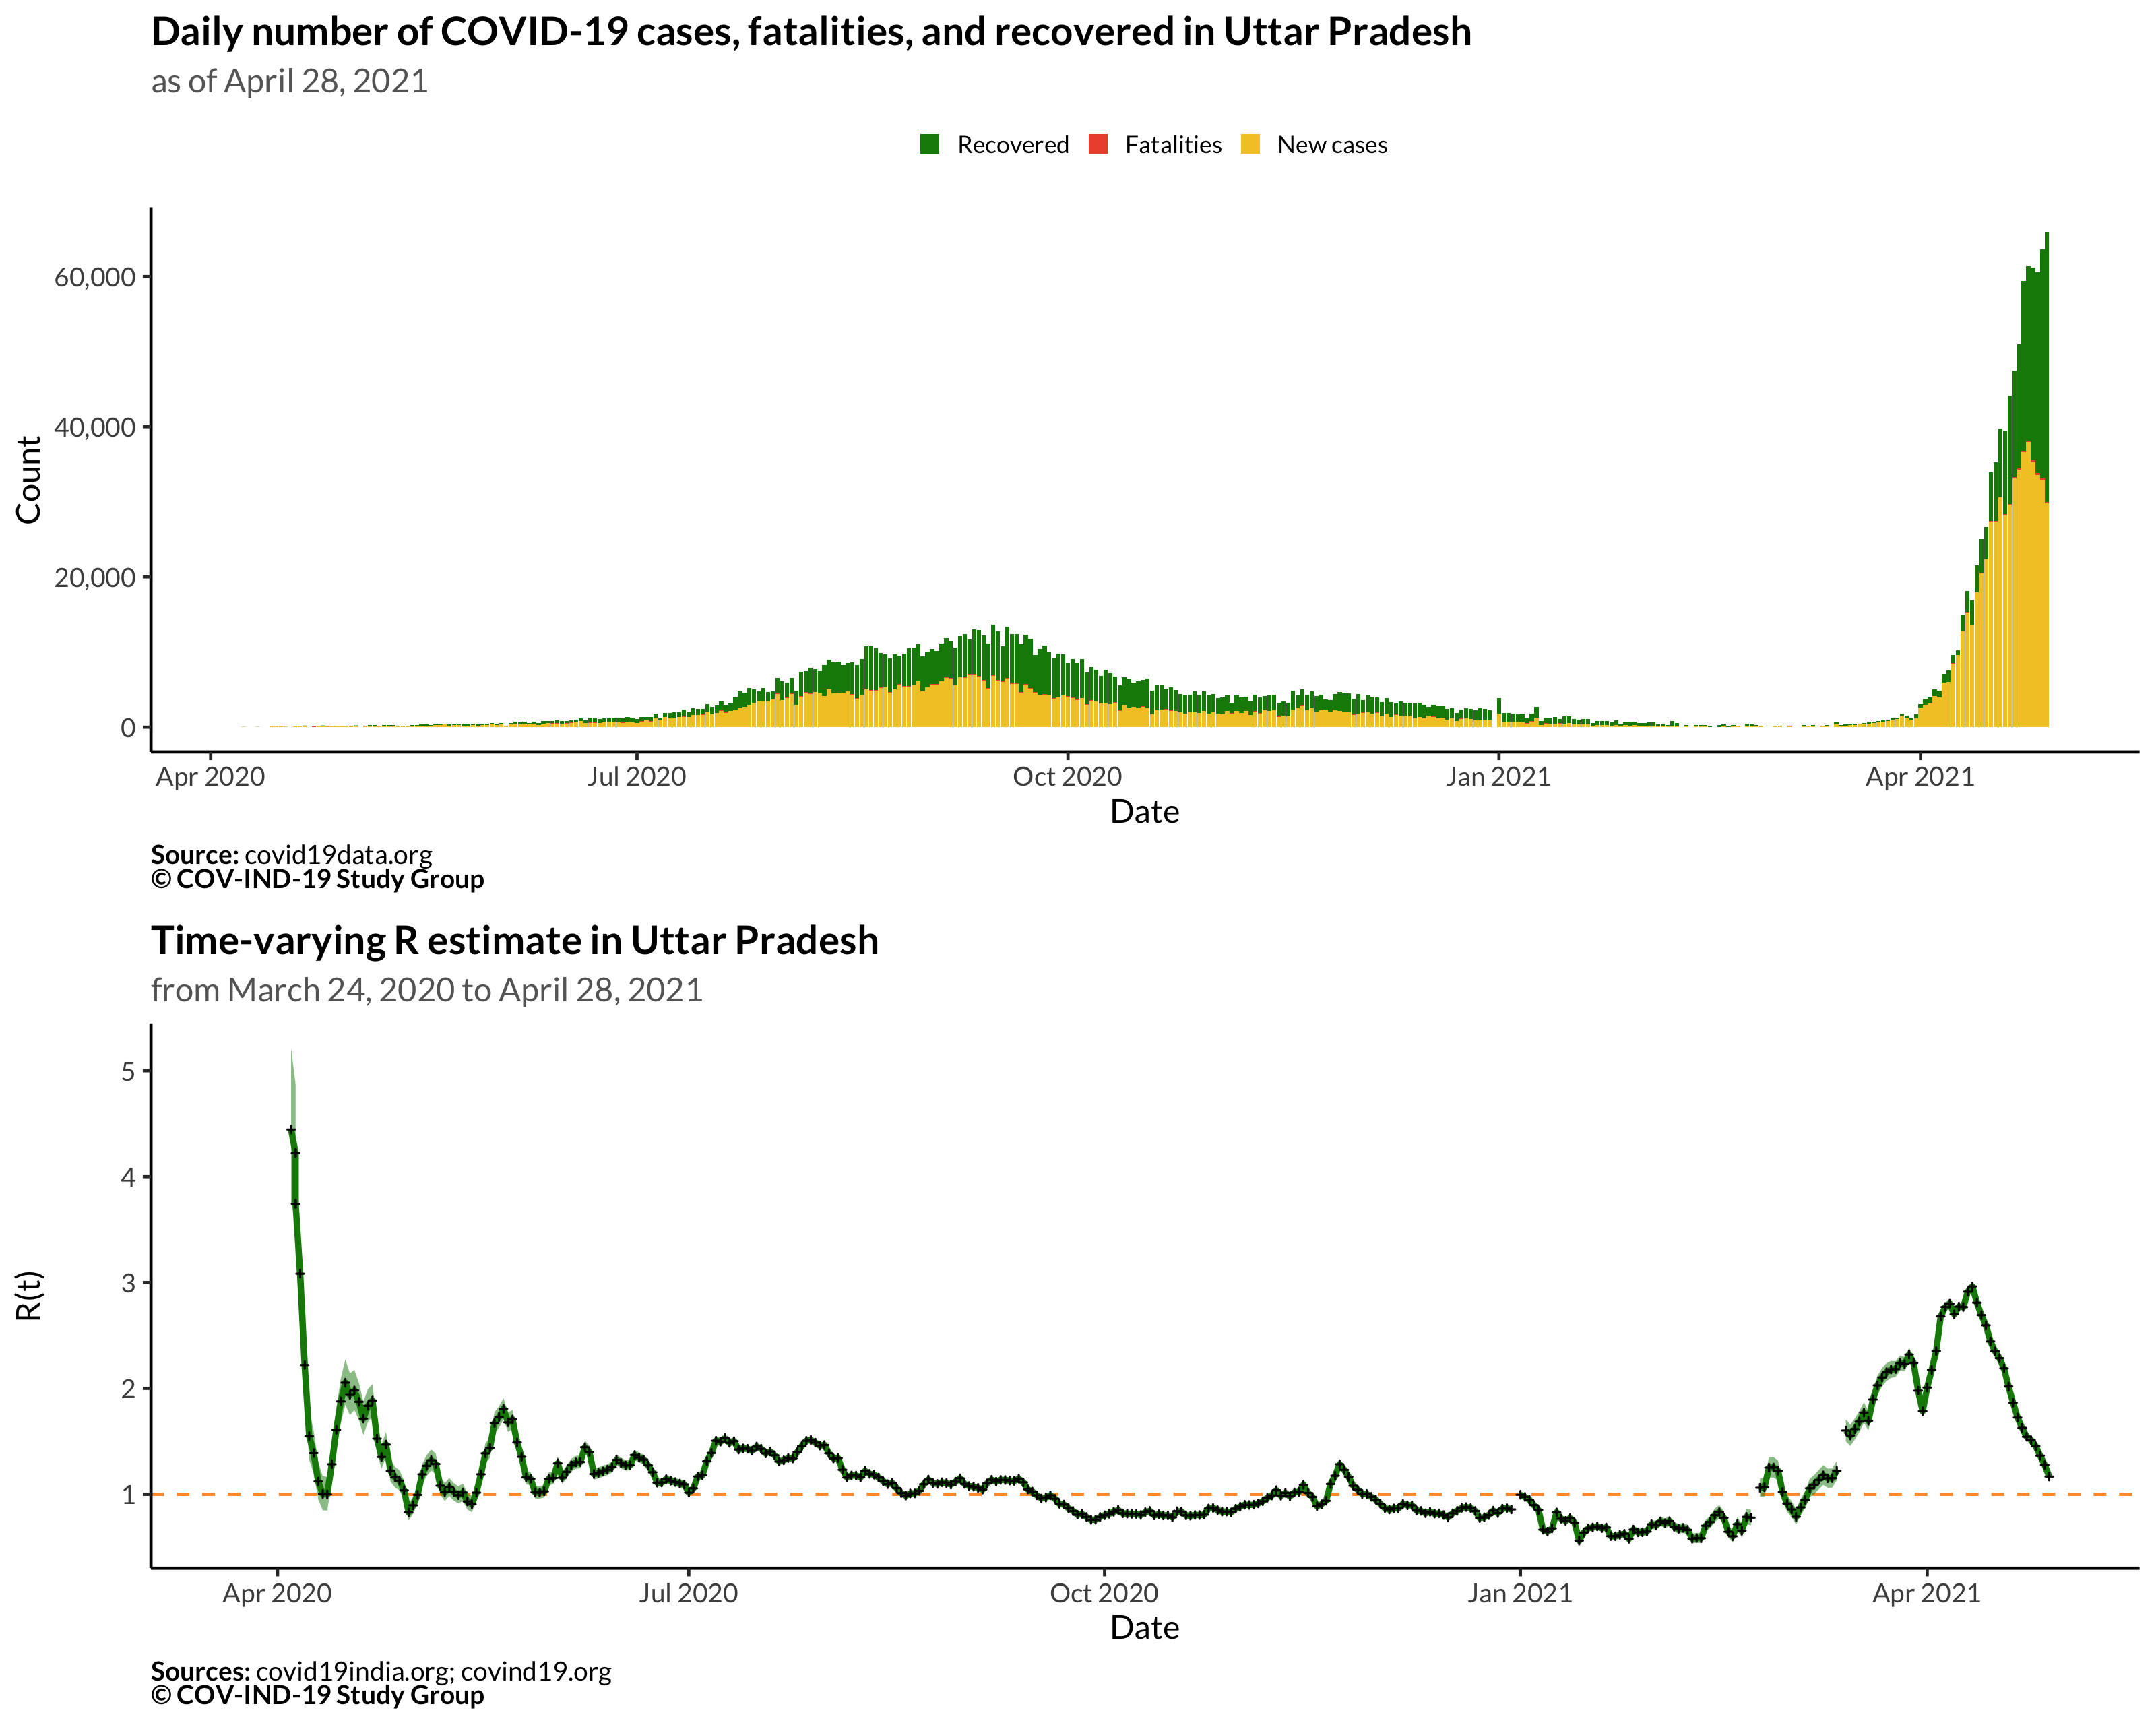 Daily number of COVID-19 cases, fatalities, and recovered in Uttar Pradesh
as of April 28, 2021
Recovered Fatalities New cases
Count
60,000
40,000
20,000
0
Apr 2020 Jul 2020 Oct 2020 Jan 2021 Apr 2021
Date
Source: covid19data.org
© COV-IND-19 Study Group
Time-varying R estimate in Uttar Pradesh
from March 24, 2020 to April 28, 2021
R(t)
5
4
3
2
1
Apr 2020 Jul 2020 Oct 2020 Jan 2021 Apr 2021
Date
Sources: covid19india.org; covind19.org
© COV-IND-19 Study Group